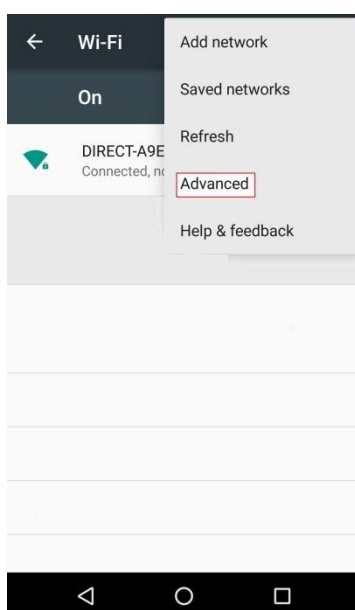 Wi-Fi
On
DIRECT-A9E
Connected, no
Add network
Saved networks
Refresh
Advanced
Help & feedback